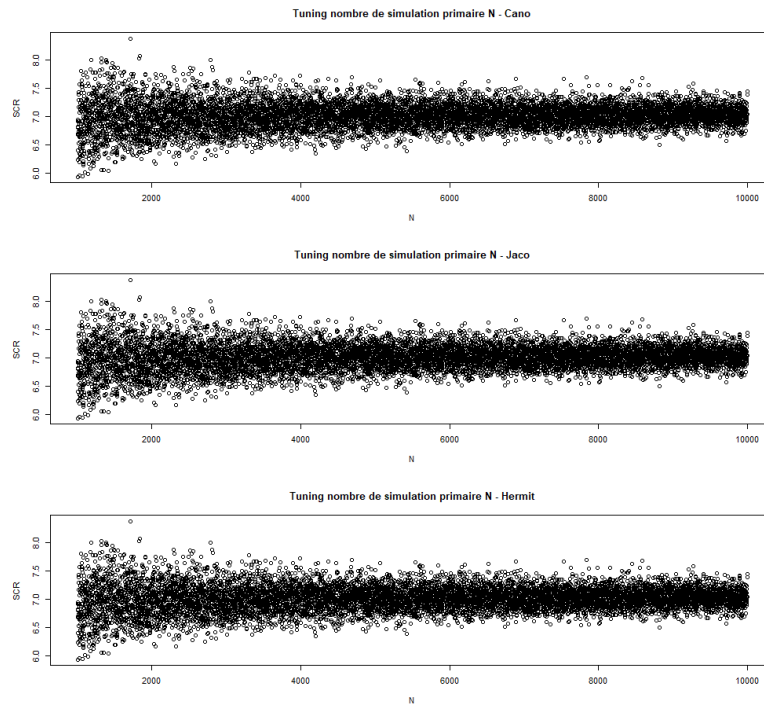 Tuning nombre de simulation primaire N - Cano
SCR
8.0
7.5
7.0
6.5
6.0
2000 4000 6000 8000 10000
N
Tuning nombre de simulation primaire N - Jaco
SCR
8.0
7.5
7.0
6.5
6.0
2000 4000 6000 8000 10000
N
Tuning nombre de simulation primaire N - Hermit
SCR
8.0
7.5
7.0
6.5
6.0
2000 4000 6000 8000 10000
N